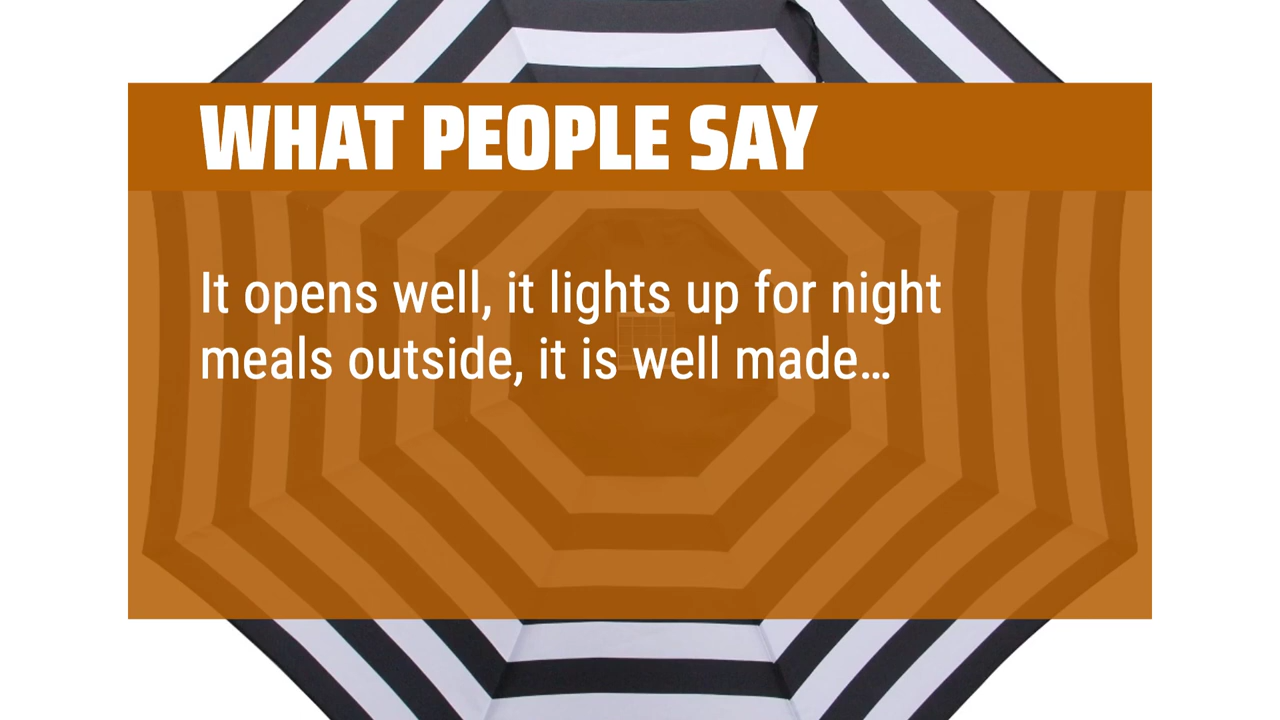 WHAT PEOPLE SAY
It opens well, it lights up for night
meals outside, it is well made…